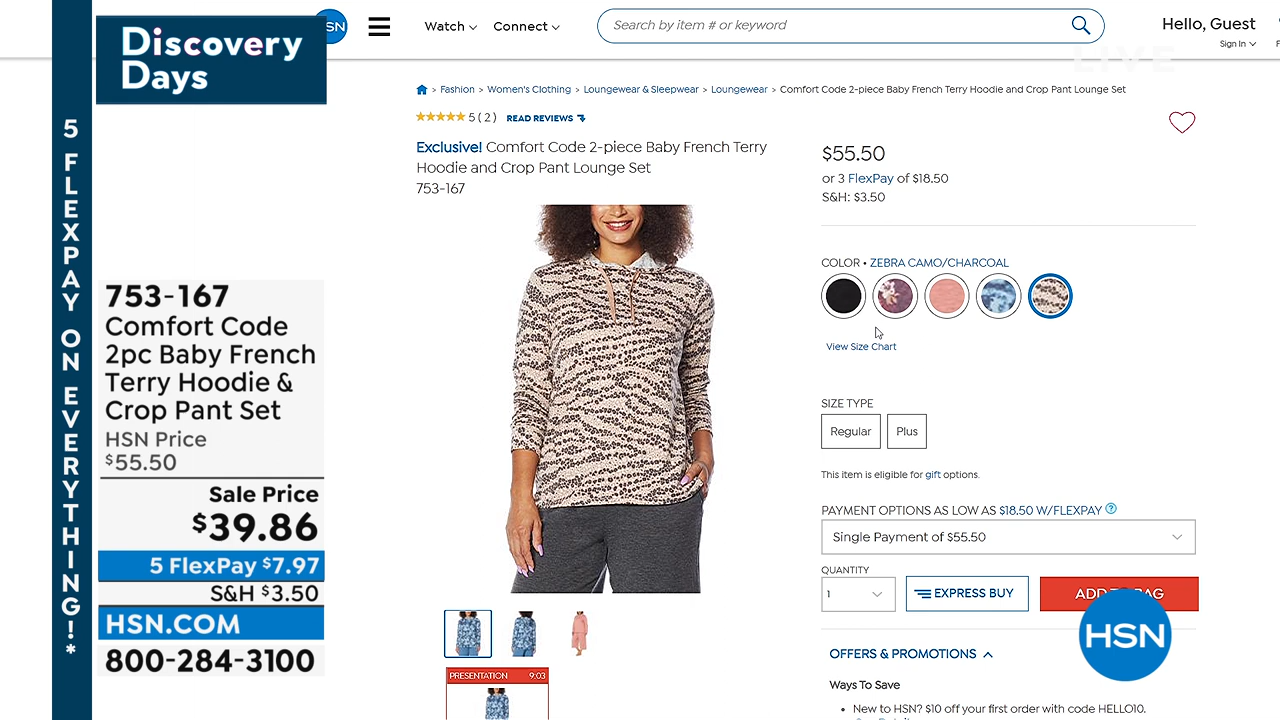 Discovery
Days
5 FLEXPAY ON EVERYTHING!*
753-167
Comfort Code
2pc Baby French
Terry Hoodie &
Crop Pant Set
HSN Price
$55.50
Sale Price
$39.86
5 FlexPay $7.97
S&H $3.50
HSN.COM
800-284-3100
SN
Watch
Connect
Search by item # or keyword
Hello, Guest
Sign In
F
LIVE
> Fashion > Women's Clothing > Loungewear & Sleepwear > Loungewear > Comfort Code 2-piece Baby French Terry Hoodie and Crop Pant Lounge Set
5 ( 2 ) READ REVIEWS
Exclusive! Comfort Code 2-piece Baby French Terry
Hoodie and Crop Pant Lounge Set
753-167
PRESENTATION 9:03
$55.50
or 3 FlexPay of $18.50
S&H: $3.50
COLOR • ZEBRA CAMO/CHARCOAL
View Size Chart
SIZE TYPE
Regular Plus
This item is eligible for gift options.
PAYMENT OPTIONS AS LOW AS $18.50 W/FLEXPAY ?
Single Payment of $55.50
QUANTITY
1
EXPRESS BUY
ADD TO BAG
HSN
OFFERS & PROMOTIONS
Ways To Save
• New to HSN? $10 off your first order with code HELLO10.